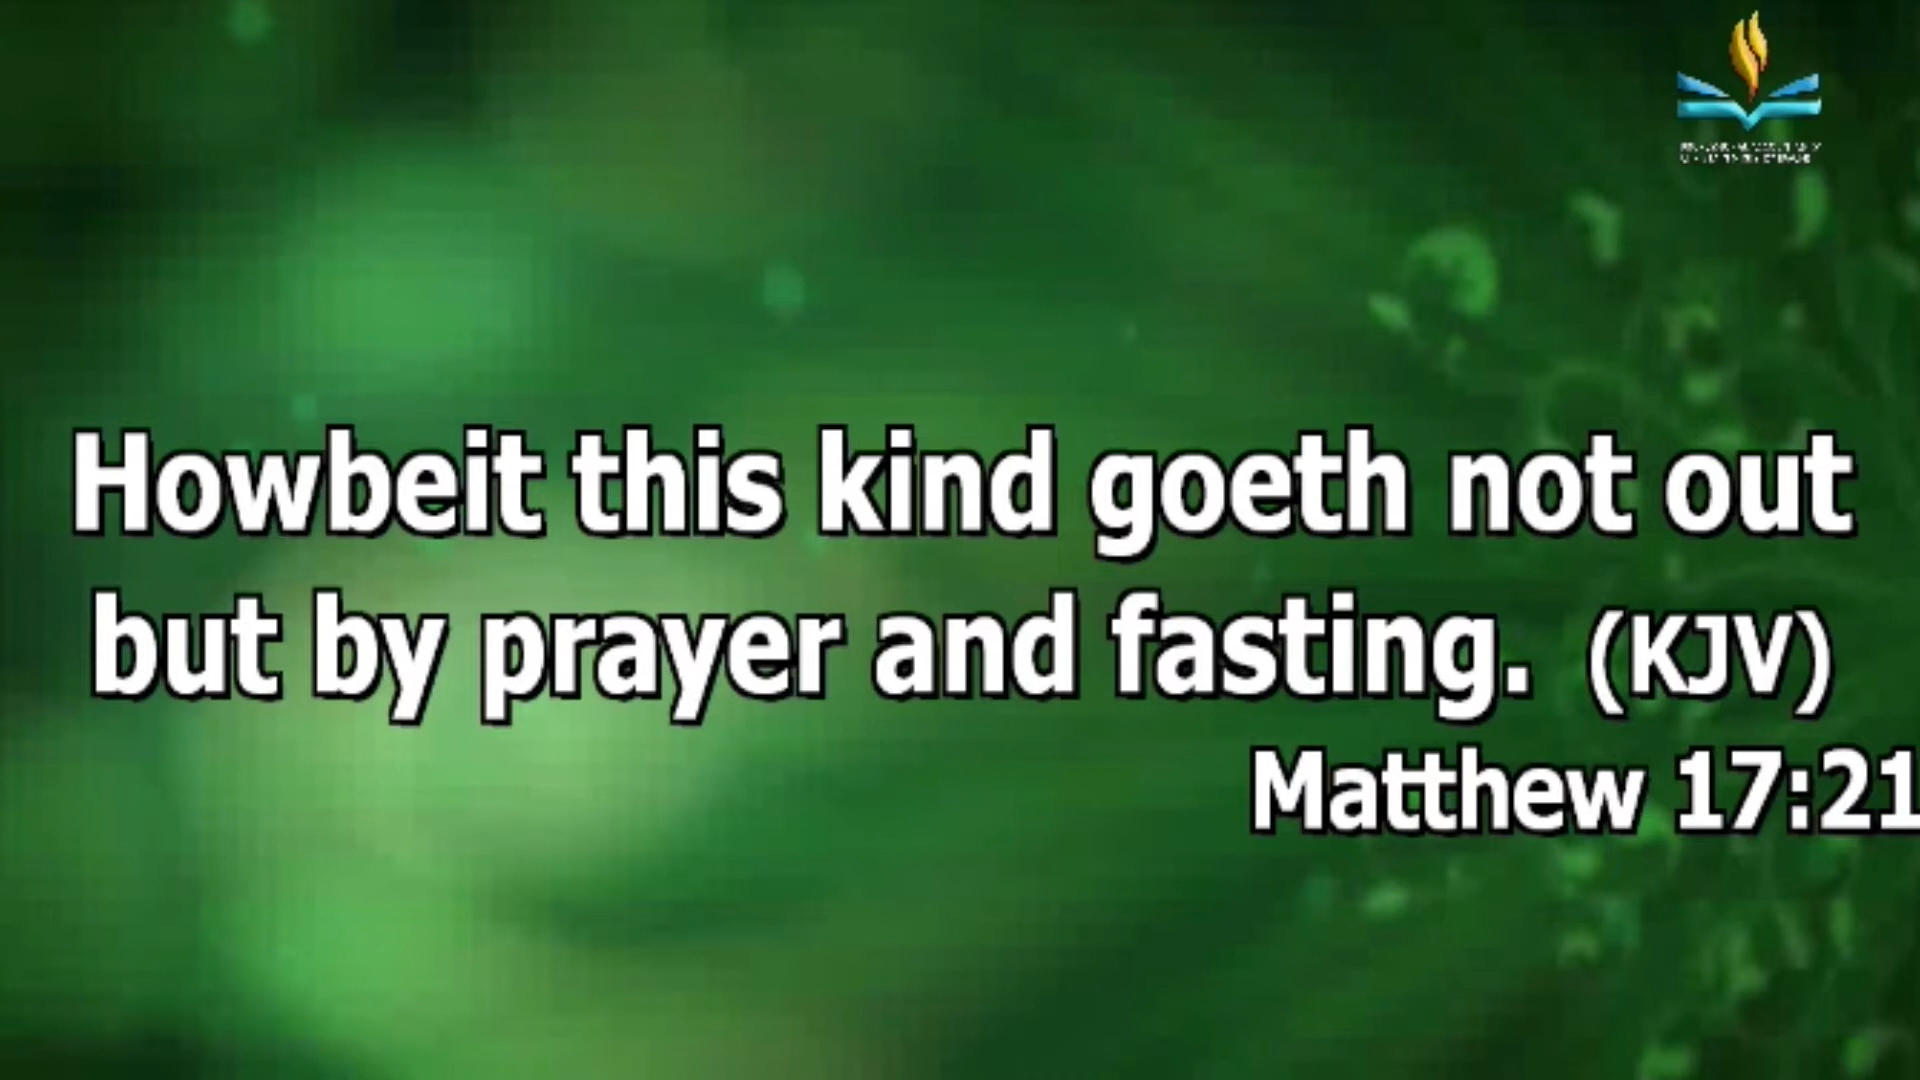 Howbeit this kind goeth not out
but by prayer and fasting. (KJV)
Matthew 17:21